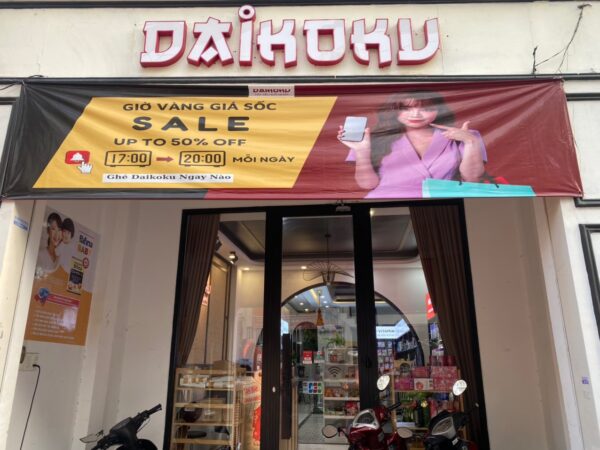 DAiKOKU
DAIKOKU
GIỜ VÀNG GIÁ SỐC
SALE
UP TO 50% OFF
17:00 20:00 MỖI NGÀY
Ghé Daikoku Ngay Nào